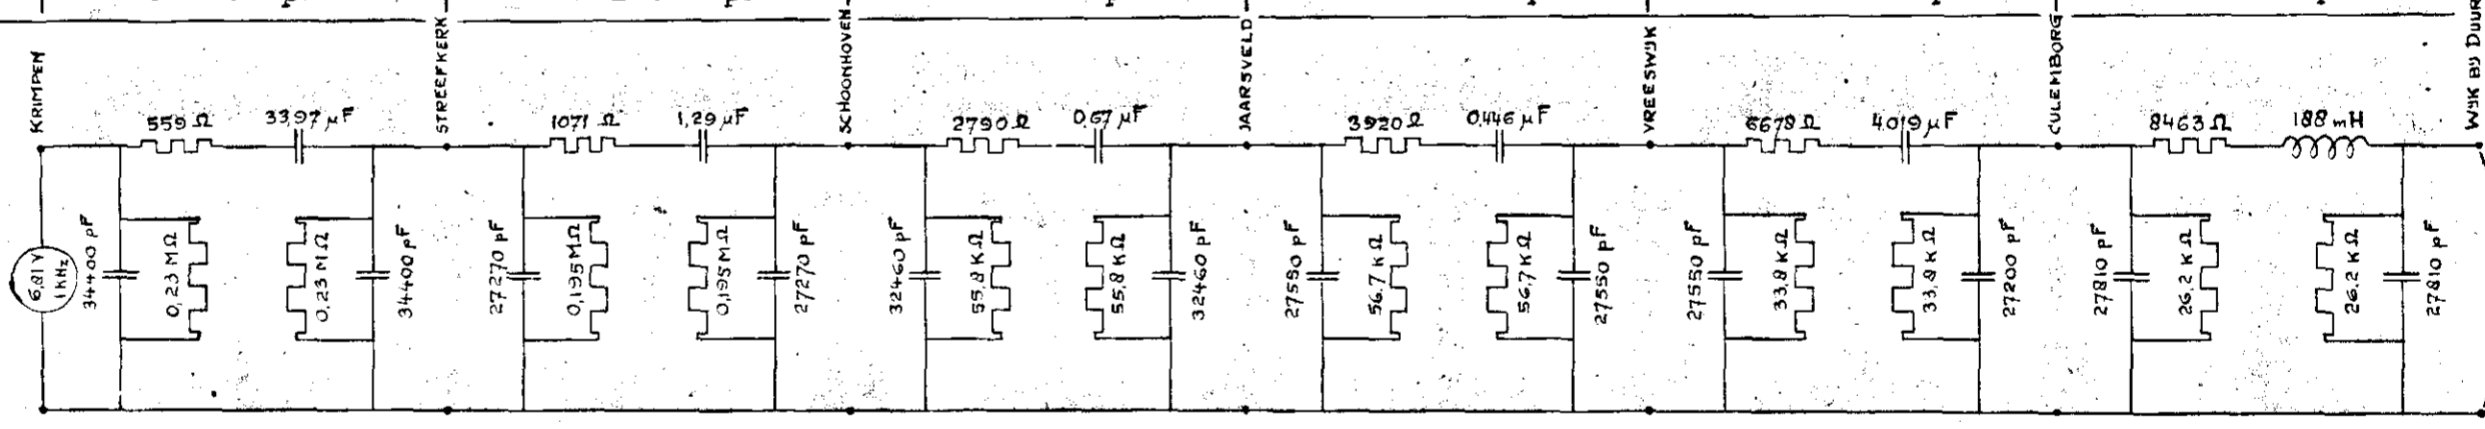 KRIMPEN
STREEFKERK
SCHOONHOVEN
JAARSVELD
VREESWIJK
CULEMBORG
WIJK BIJ DUUR
559 Ω
33,97 μF
1071 Ω
1,29 μF
2790 Ω
0,67 μF
3920 Ω
0,446 μF
6678 Ω
4,019 μF
8463 Ω
188 mH
6,81 V
1 KHz
34400 pF
0,23 MΩ
0,23 MΩ
34400 pF
27270 pF
0,195 MΩ
0,195 MΩ
27270 pF
32460 pF
55,8 KΩ
55,8 KΩ
32460 pF
27550 pF
56,7 KΩ
56,7 KΩ
27550 pF
27550 pF
33,8 KΩ
33,8 KΩ
27200 pF
27810 pF
26,2 KΩ
26,2 KΩ
27810 pF